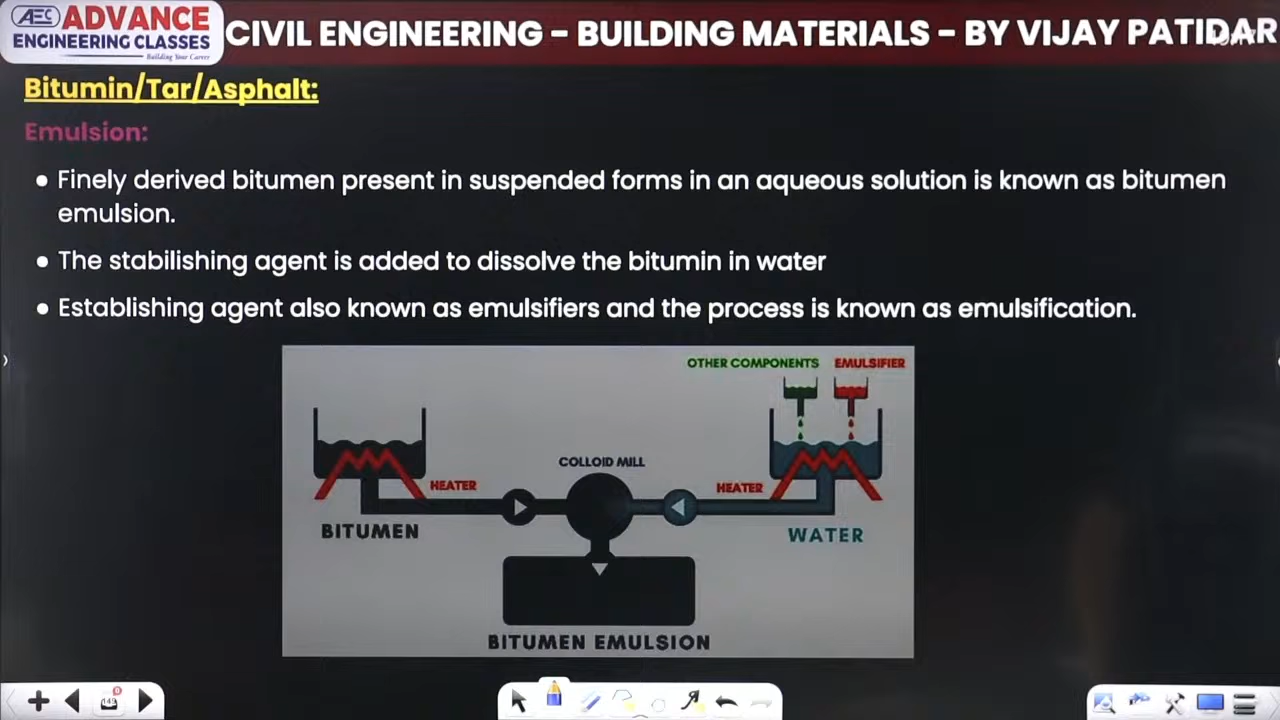 AEC ADVANCE
ENGINEERING CLASSES
Building Your Career
CIVIL ENGINEERING – BUILDING MATERIALS – BY VIJAY PATIDAR
Bitumin/Tar/Asphalt:
Emulsion:
• Finely derived bitumen present in suspended forms in an aqueous solution is known as bitumen
emulsion.
• The stabilishing agent is added to dissolve the bitumin in water
• Establishing agent also known as emulsifiers and the process is known as emulsification.
OTHER COMPONENTS EMULSIFIER
COLLOID MILL
HEATER HEATER
BITUMEN WATER
BITUMEN EMULSION